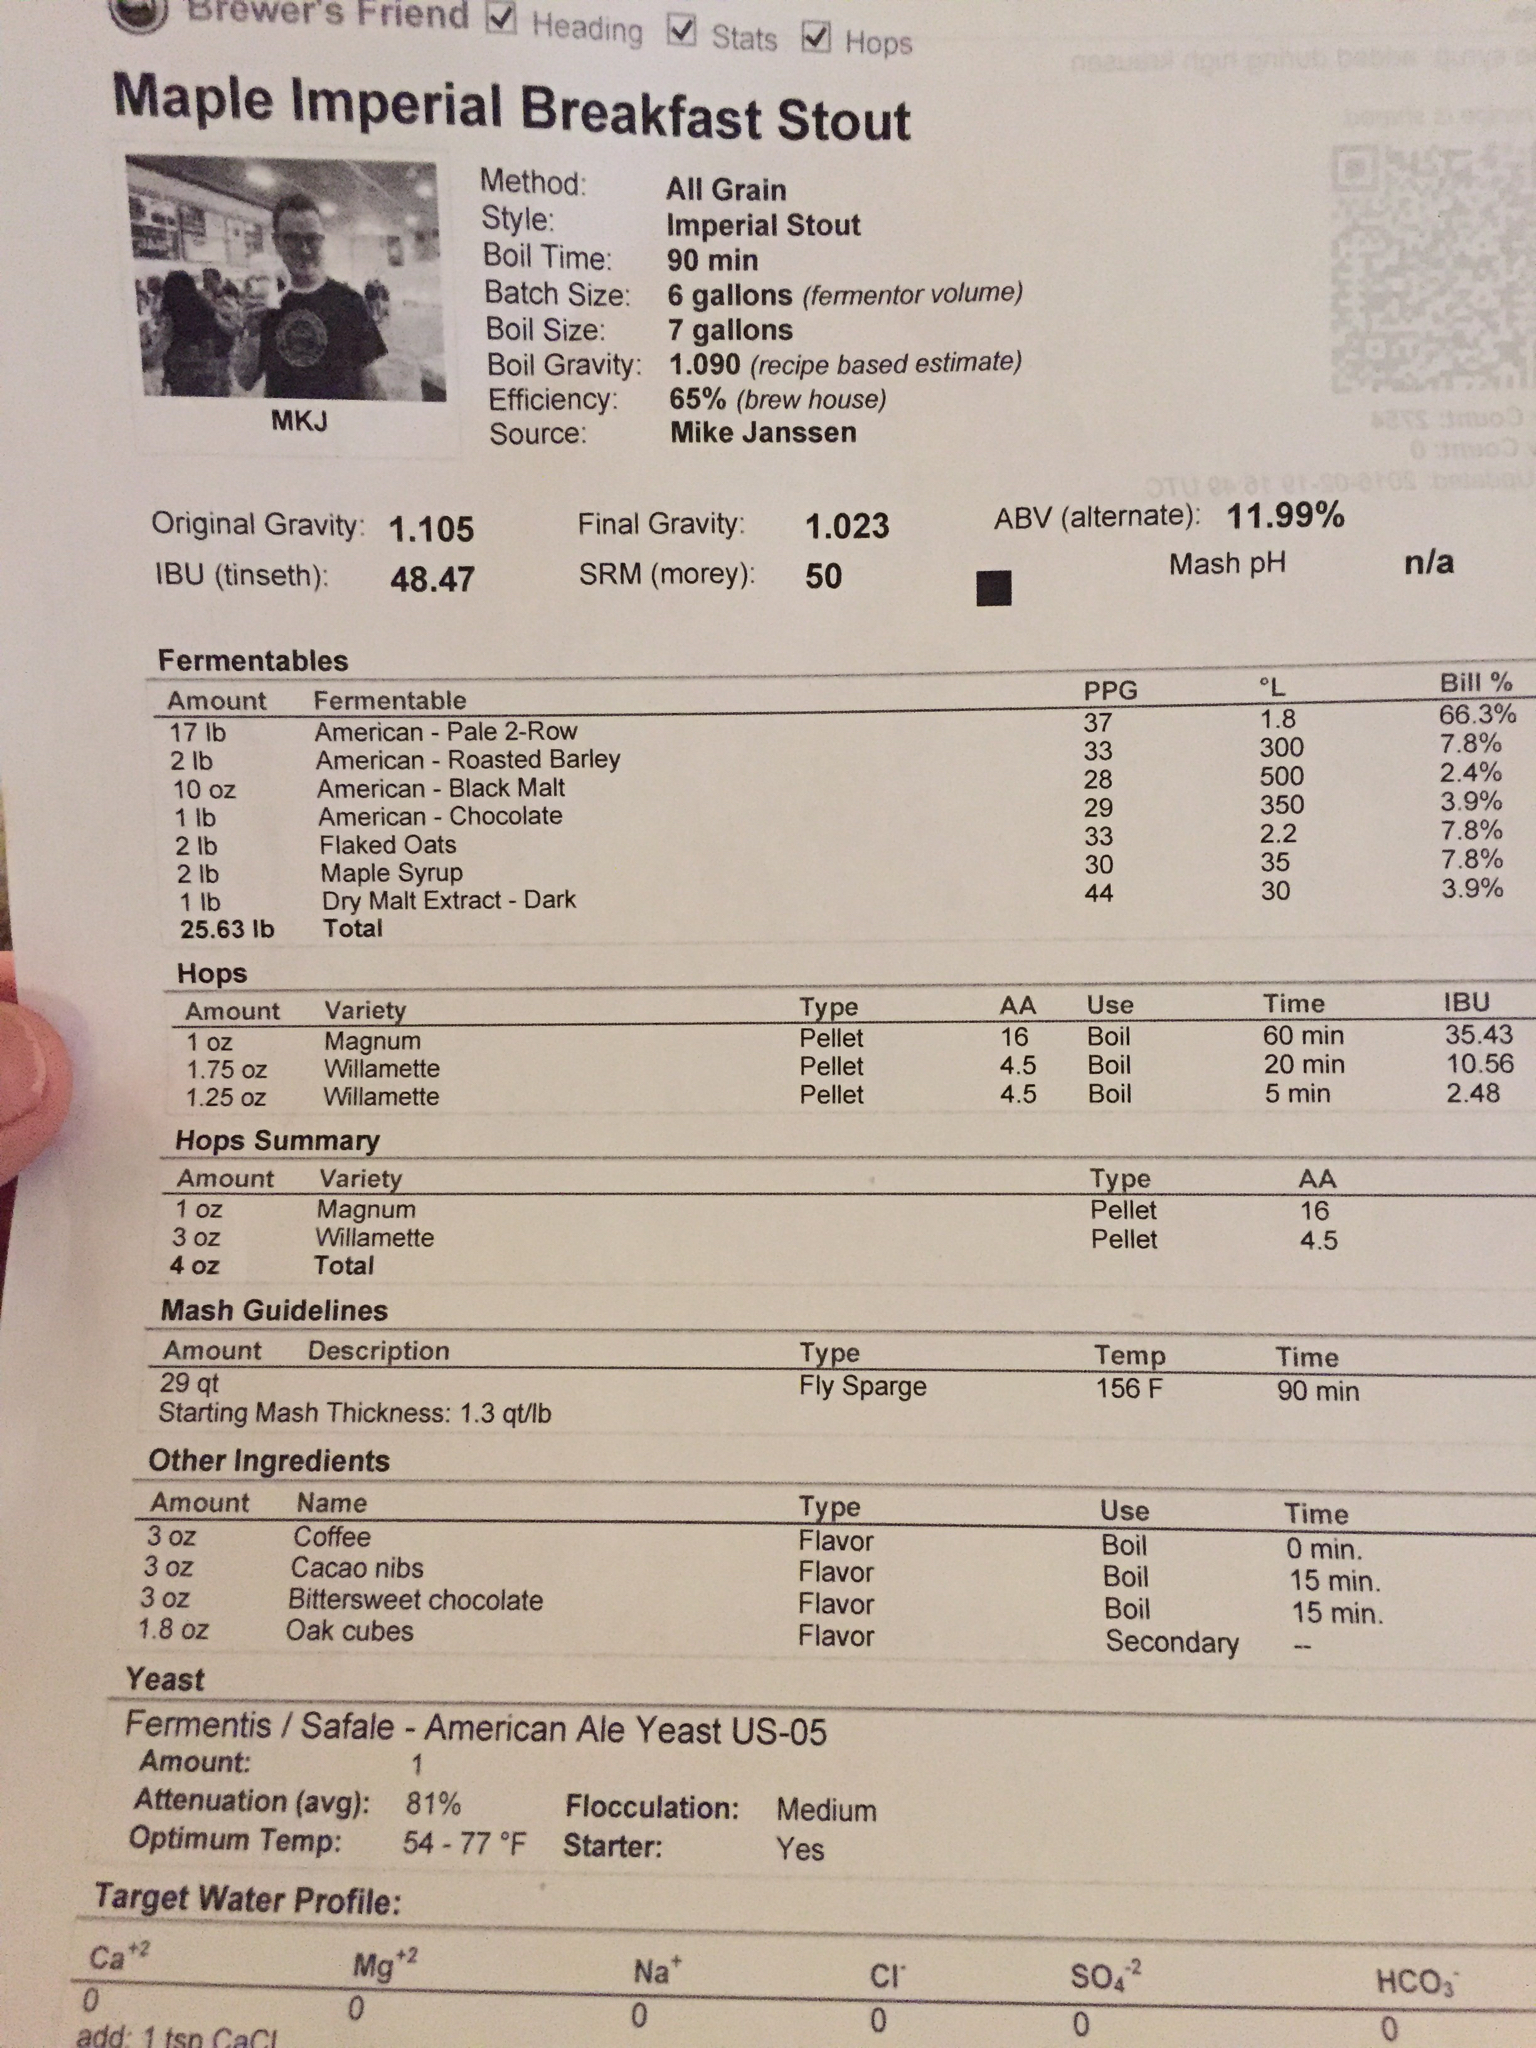 Brewer's Friend Heading Stats Hops
Maple Imperial Breakfast Stout
MKJ
Method: All Grain
Style: Imperial Stout
Boil Time: 90 min
Batch Size: 6 gallons (fermentor volume)
Boil Size: 7 gallons
Boil Gravity: 1.090 (recipe based estimate)
Efficiency: 65% (brew house)
Source: Mike Janssen
Original Gravity: 1.105 Final Gravity: 1.023 ABV (alternate): 11.99%
IBU (tinseth): 48.47 SRM (morey): 50 Mash pH n/a
Fermentables
Amount Fermentable PPG °L Bill %
17 lb American - Pale 2-Row 37 1.8 66.3%
2 lb American - Roasted Barley 33 300 7.8%
10 oz American - Black Malt 28 500 2.4%
1 lb American - Chocolate 29 350 3.9%
2 lb Flaked Oats 33 2.2 7.8%
2 lb Maple Syrup 30 35 7.8%
1 lb Dry Malt Extract - Dark 44 30 3.9%
25.63 lb Total
Hops
Amount Variety Type AA Use Time IBU
1 oz Magnum Pellet 16 Boil 60 min 35.43
1.75 oz Willamette Pellet 4.5 Boil 20 min 10.56
1.25 oz Willamette Pellet 4.5 Boil 5 min 2.48
Hops Summary
Amount Variety Type AA
1 oz Magnum Pellet 16
3 oz Willamette Pellet 4.5
4 oz Total
Mash Guidelines
Amount Description Type Temp Time
29 qt Fly Sparge 156 F 90 min
Starting Mash Thickness: 1.3 qt/lb
Other Ingredients
Amount Name Type Use Time
3 oz Coffee Flavor Boil 0 min.
3 oz Cacao nibs Flavor Boil 15 min.
3 oz Bittersweet chocolate Flavor Boil 15 min.
1.8 oz Oak cubes Flavor Secondary --
Yeast
Fermentis / Safale - American Ale Yeast US-05
Amount: 1
Attenuation (avg): 81% Flocculation: Medium
Optimum Temp: 54 - 77 °F Starter: Yes
Target Water Profile:
Ca+2 Mg+2 Na+ Cl- SO4-2 HCO3-
0 0 0 0 0 0
add: 1 tsp CaCl